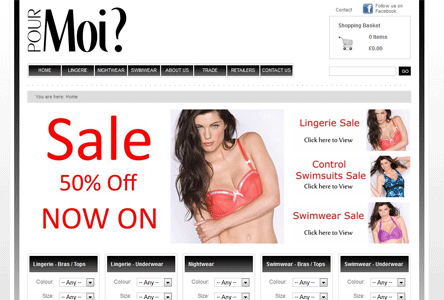 POUR
Moi?
Contact
Follow us on
Facebook
Shopping Basket
0 Items
£0.00
HOME LINGERIE NIGHTWEAR SWIMWEAR ABOUT US TRADE RETAILERS CONTACT US
GO
You are here: Home
Sale
50% Off
NOW ON
Lingerie Sale
Click here to View
Control
Swimsuits Sale
Click here to View
Swimwear Sale
Click here to View
Lingerie - Bras / Tops
Lingerie - Underwear
Nightwear
Swimwear - Bras / Tops
Swimwear - Underwear
Colour: -- Any -- Colour: -- Any -- Colour: -- Any -- Colour: -- Any -- Colour: -- Any --
Size: -- Any -- Size: -- Any -- Size: -- Any -- Size: -- Any -- Size: -- Any --